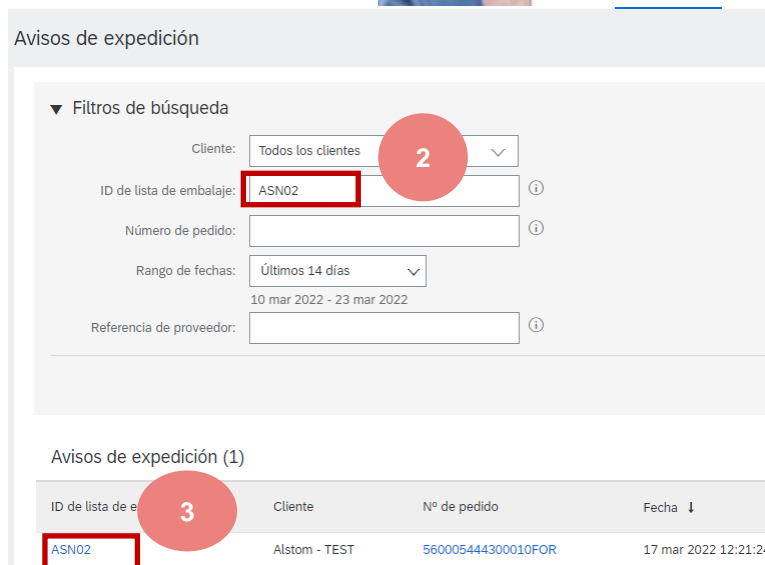 Avisos de expedición
▼ Filtros de búsqueda
Cliente: Todos los clientes
2
ID de lista de embalaje: ASN02
Número de pedido:
Rango de fechas: Últimos 14 días
10 mar 2022 - 23 mar 2022
Referencia de proveedor:
Avisos de expedición (1)
ID de lista de e 3 Cliente Nº de pedido Fecha ↓
ASN02 Alstom - TEST 560005444300010FOR 17 mar 2022 12:21:24